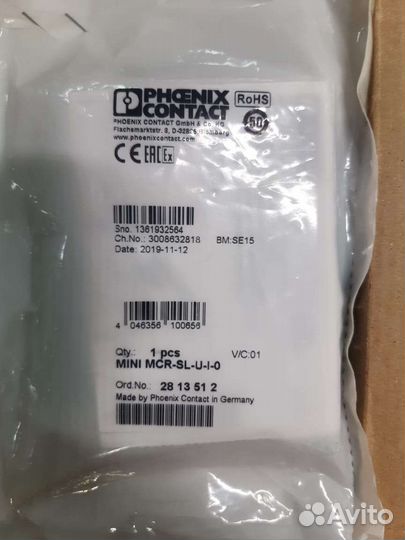 PHOENIX
CONTACT
RoHS
50
PHOENIX CONTACT GmbH & Co. KG
Flachsmarktstr. 8, D-32825 Blomberg
www.phoenixcontact.com
CE EAC Ex
Sno. 1361932564
Ch.No.: 3008632818 BM:SE15
Date: 2019-11-12
4 046356 100656
Qty.: 1 pcs V/C:01
MINI MCR-SL-U-I-0
Ord.No.: 28 13 51 2
Made by Phoenix Contact in Germany
Avito